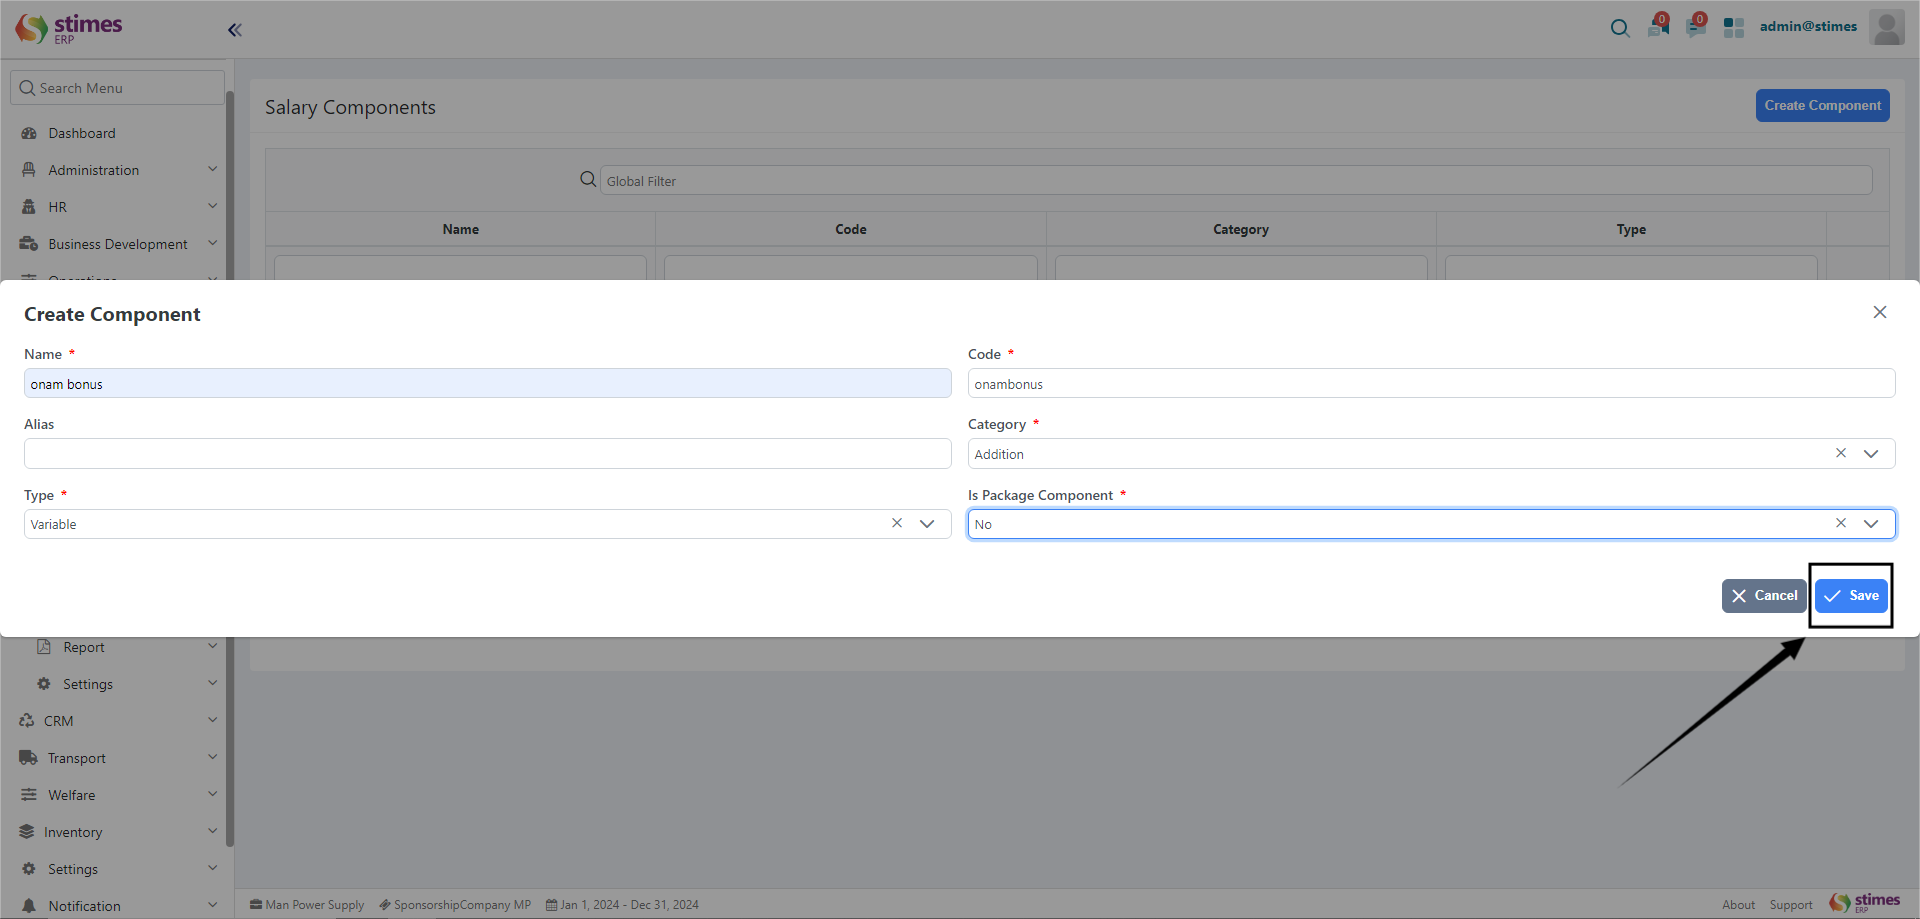 stimes
ERP
0
0
admin@stimes
Search Menu
Dashboard
Administration
HR
Business Development
Operations
Salary Components
Create Component
Global Filter
Name
Code
Category
Type
Create Component
Name *
onam bonus
Code *
onambonus
Alias
Category *
Addition
Type *
Variable
Is Package Component *
No
Cancel
Save
Report
Settings
CRM
Transport
Welfare
Inventory
Settings
Notification
Man Power Supply
SponsorshipCompany MP
Jan 1, 2024 - Dec 31, 2024
About
Support
stimes
ERP